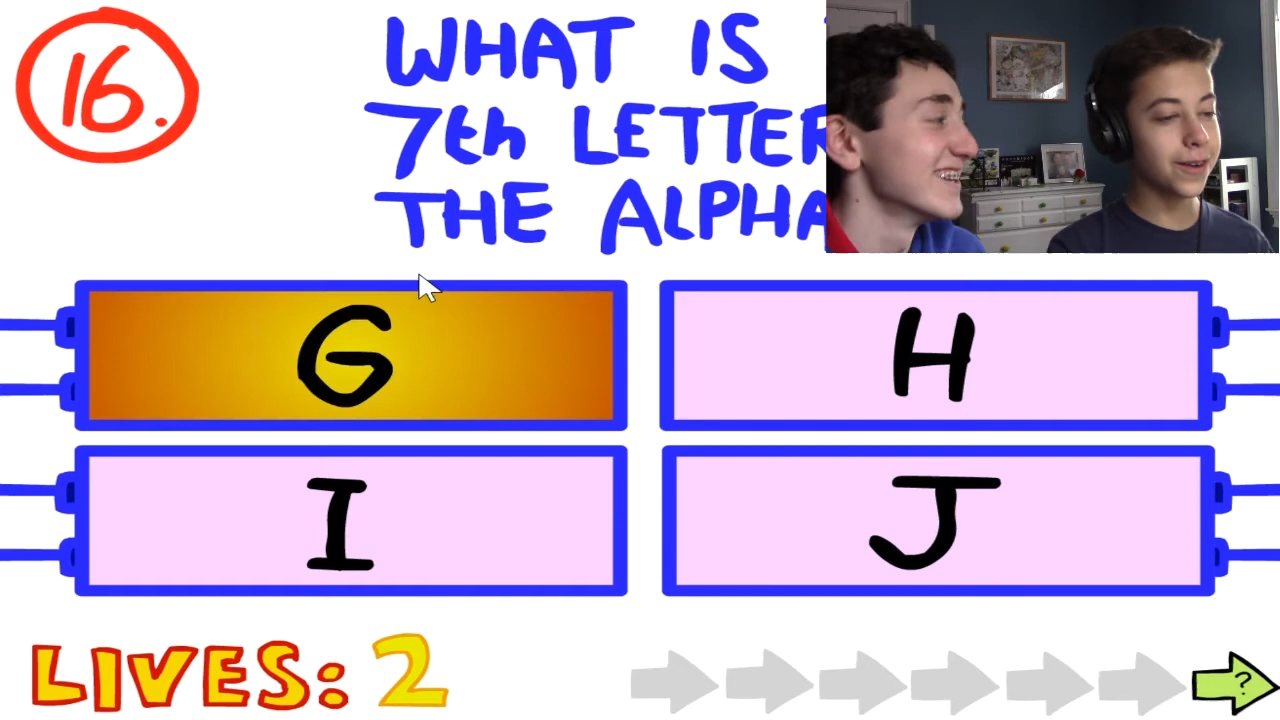 16.
WHAT IS
7th LETTER
THE ALPHA
G
H
I
J
LIVES: 2
?